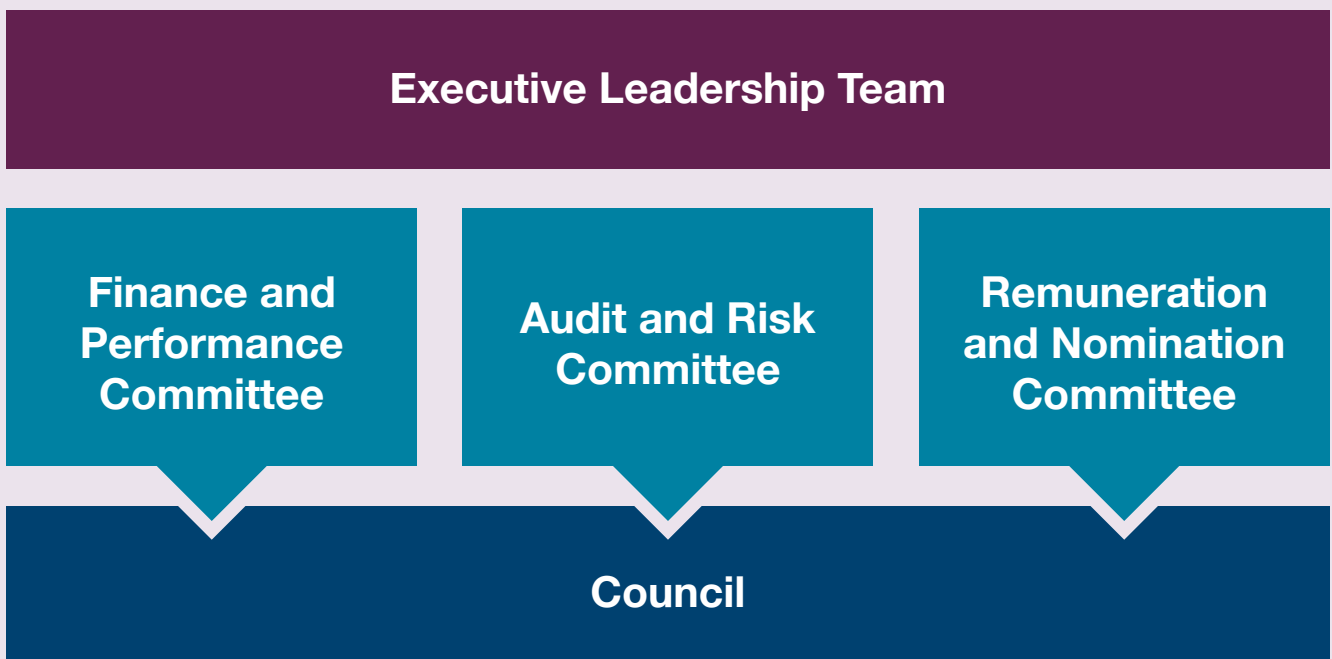 Executive Leadership Team
Finance and
Performance
Committee
Audit and Risk
Committee
Remuneration
and Nomination
Committee
Council